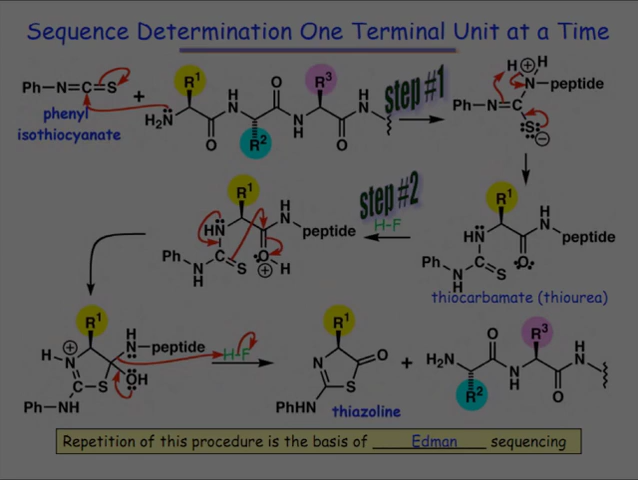 Sequence Determination One Terminal Unit at a Time
Ph–N=C=S
phenyl
isothiocyanate
+
H₂N
R¹
O
H
N
R²
O
N
H
R³
O
H
N
step #1
H ⊕ H
N–peptide
Ph–N=C
S
⊖
R¹
HN
O
H
N
peptide
Ph
N
H
C
S
thiocarbamate (thiourea)
step #2
H–F
R¹
HN
O
⊕
H
H
N
peptide
Ph
N
H
C
S
R¹
H
⊕
N
C
S
H
N–peptide
OH
Ph–NH
H–F
R¹
N
S
O
PhHN
thiazoline
+
H₂N
R²
O
N
H
R³
O
H
N
Repetition of this procedure is the basis of Edman sequencing